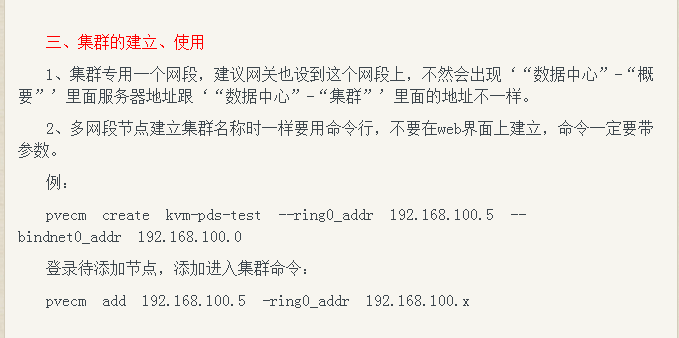 三、集群的建立、使用
1、集群专用一个网段，建议网关也设到这个网段上，不然会出现‘“数据中心”-“概
要”’里面服务器地址跟‘“数据中心”-“集群”’里面的地址不一样。
2、多网段节点建立集群名称时一样要用命令行，不要在web界面上建立，命令一定要带
参数。
例：
pvecm create kvm-pds-test --ring0_addr 192.168.100.5 --
bindnet0_addr 192.168.100.0
登录待添加节点，添加进入集群命令：
pvecm add 192.168.100.5 -ring0_addr 192.168.100.x